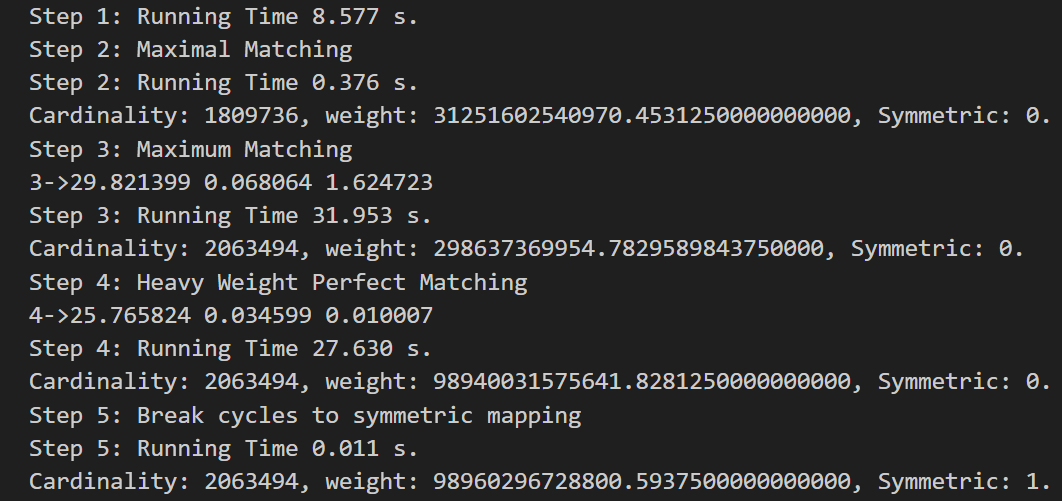 Step 1: Running Time 8.577 s.
Step 2: Maximal Matching
Step 2: Running Time 0.376 s.
Cardinality: 1809736, weight: 31251602540970.4531250000000000, Symmetric: 0.
Step 3: Maximum Matching
3->29.821399 0.068064 1.624723
Step 3: Running Time 31.953 s.
Cardinality: 2063494, weight: 298637369954.7829589843750000, Symmetric: 0.
Step 4: Heavy Weight Perfect Matching
4->25.765824 0.034599 0.010007
Step 4: Running Time 27.630 s.
Cardinality: 2063494, weight: 98940031575641.8281250000000000, Symmetric: 0.
Step 5: Break cycles to symmetric mapping
Step 5: Running Time 0.011 s.
Cardinality: 2063494, weight: 98960296728800.5937500000000000, Symmetric: 1.